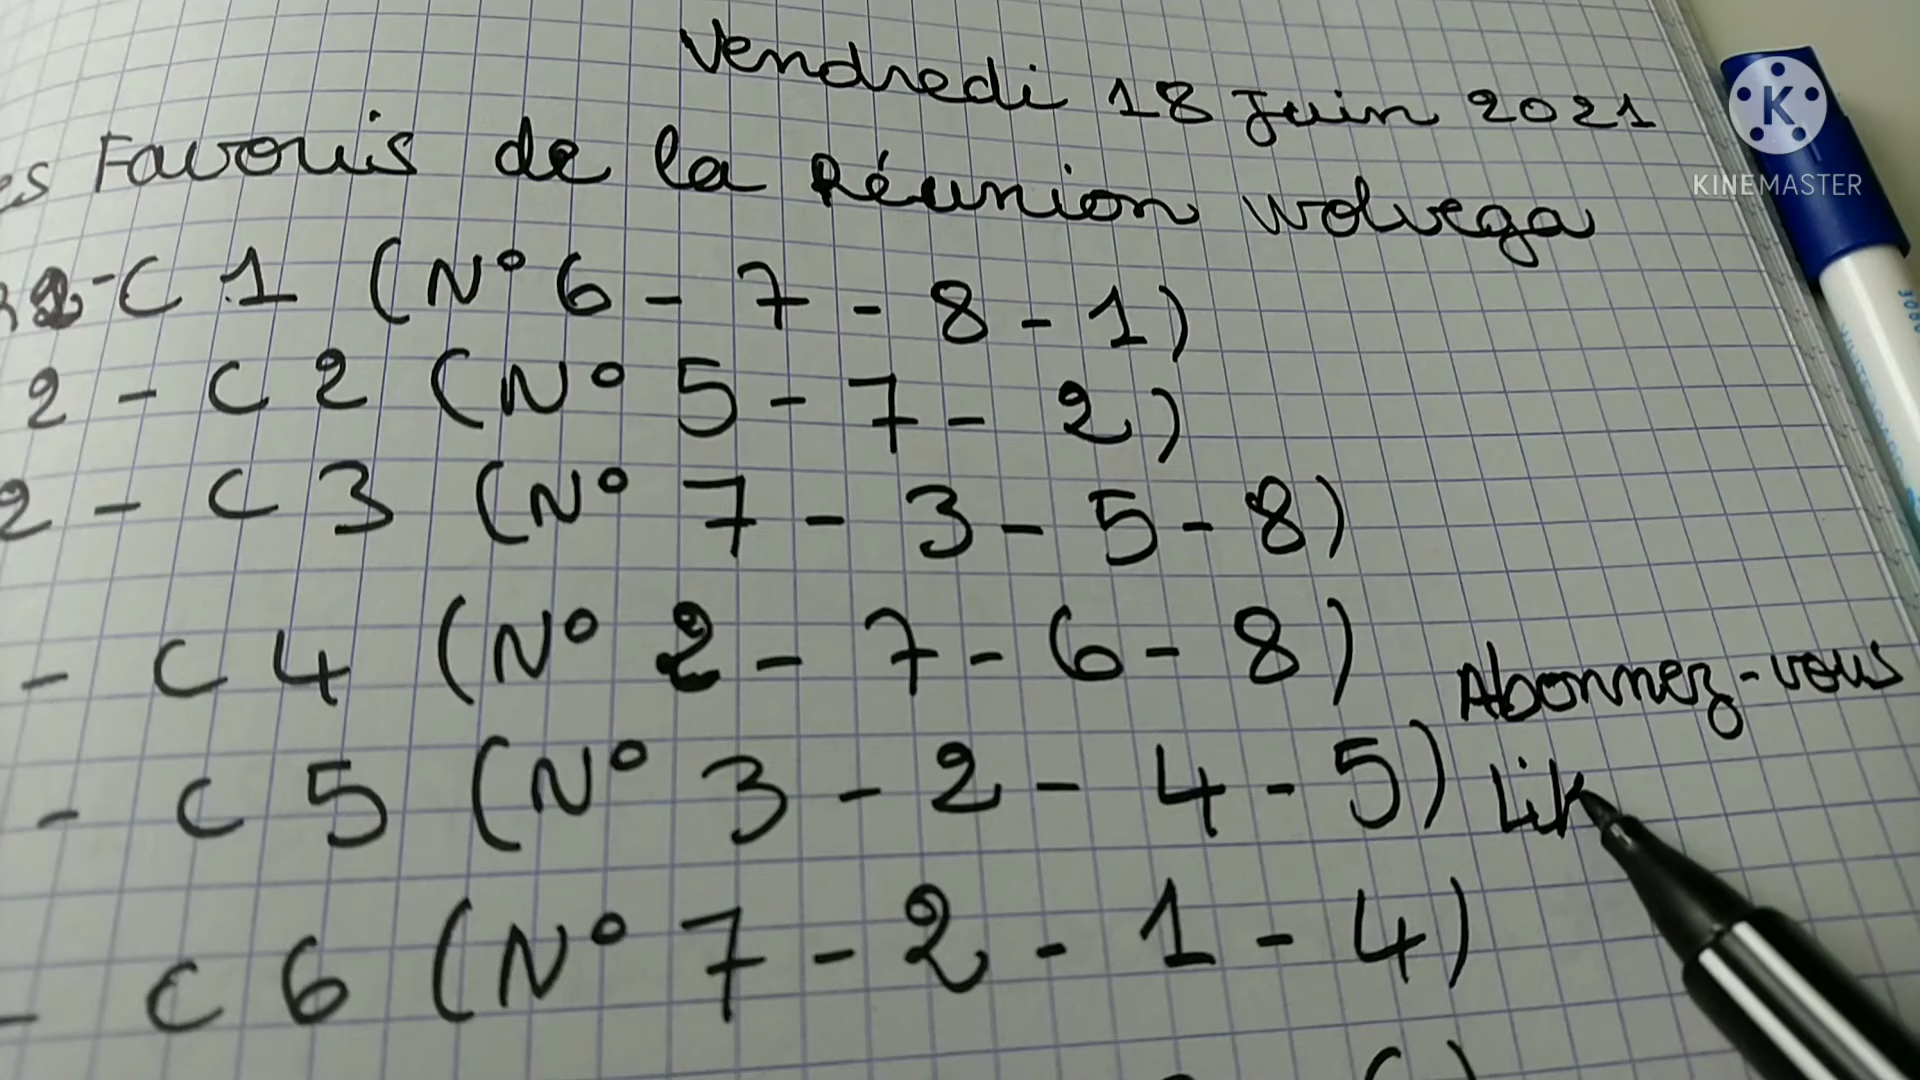 Vendredi 18 Juin 2021
es Favoris de la Réunion Wolvega
2-C 1 (N° 6 - 7 - 8 - 1)
2 - C 2 (N° 5 - 7 - 2)
2 - C 3 (N° 7 - 3 - 5 - 8)
- C 4 (N° 2 - 7 - 6 - 8)
- C 5 (N° 3 - 2 - 4 - 5)
- C 6 (N° 7 - 2 - 1 - 4)
Abonnez-vous
Lik
K
KINEMASTER